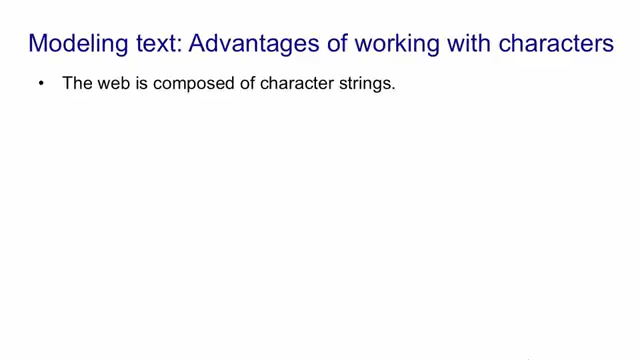 Modeling text: Advantages of working with characters
• The web is composed of character strings.